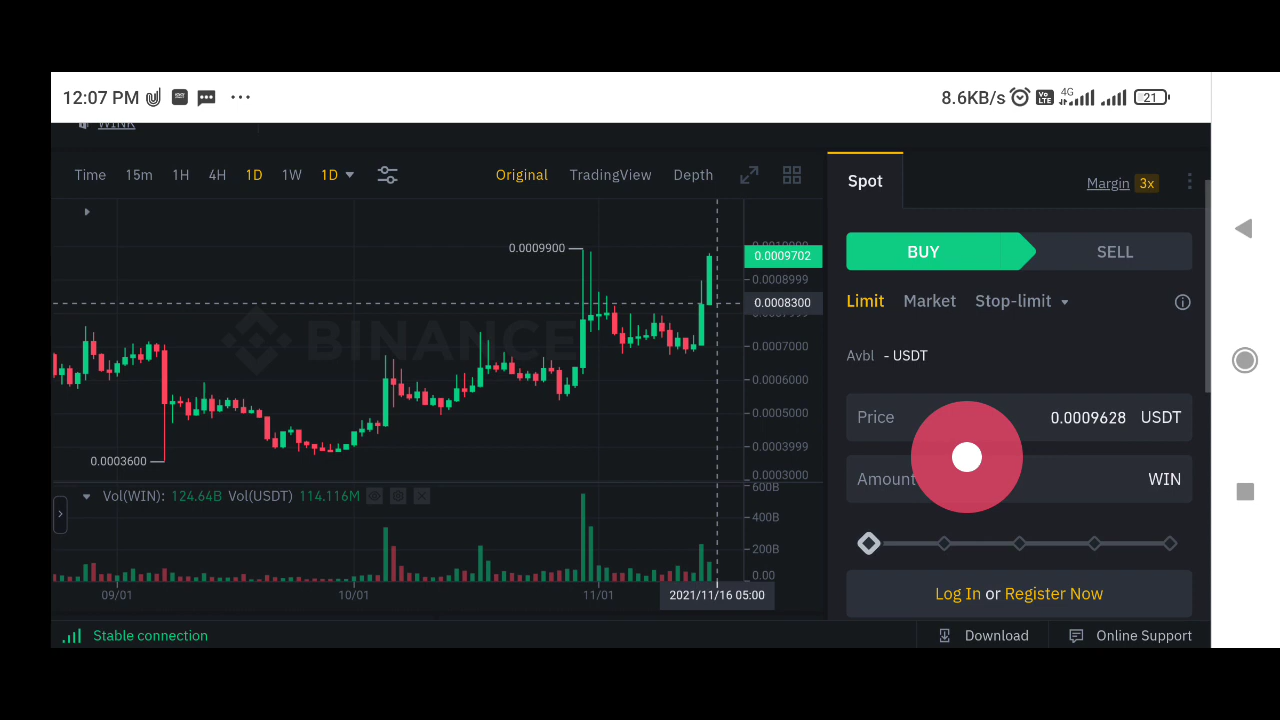 12:07 PM
8.6KB/s Vo LTE 4G 21
WINK
Time 15m 1H 4H 1D 1W 1D
Original TradingView Depth
Spot
Margin 3x
BUY SELL
Limit Market Stop-limit
Avbl - USDT
Price 0.0009628 USDT
Amount WIN
Log In or Register Now
0.0009900
0.0009702
0.0008999
0.0008300
0.0007000
0.0006000
0.0005000
0.0003999
0.0003600
0.0003000
BINANCE
Vol(WIN): 124.64B Vol(USDT) 114.116M
600B
400B
200B
0.00
09/01 10/01 11/01 2021/11/16 05:00
Stable connection
Download Online Support